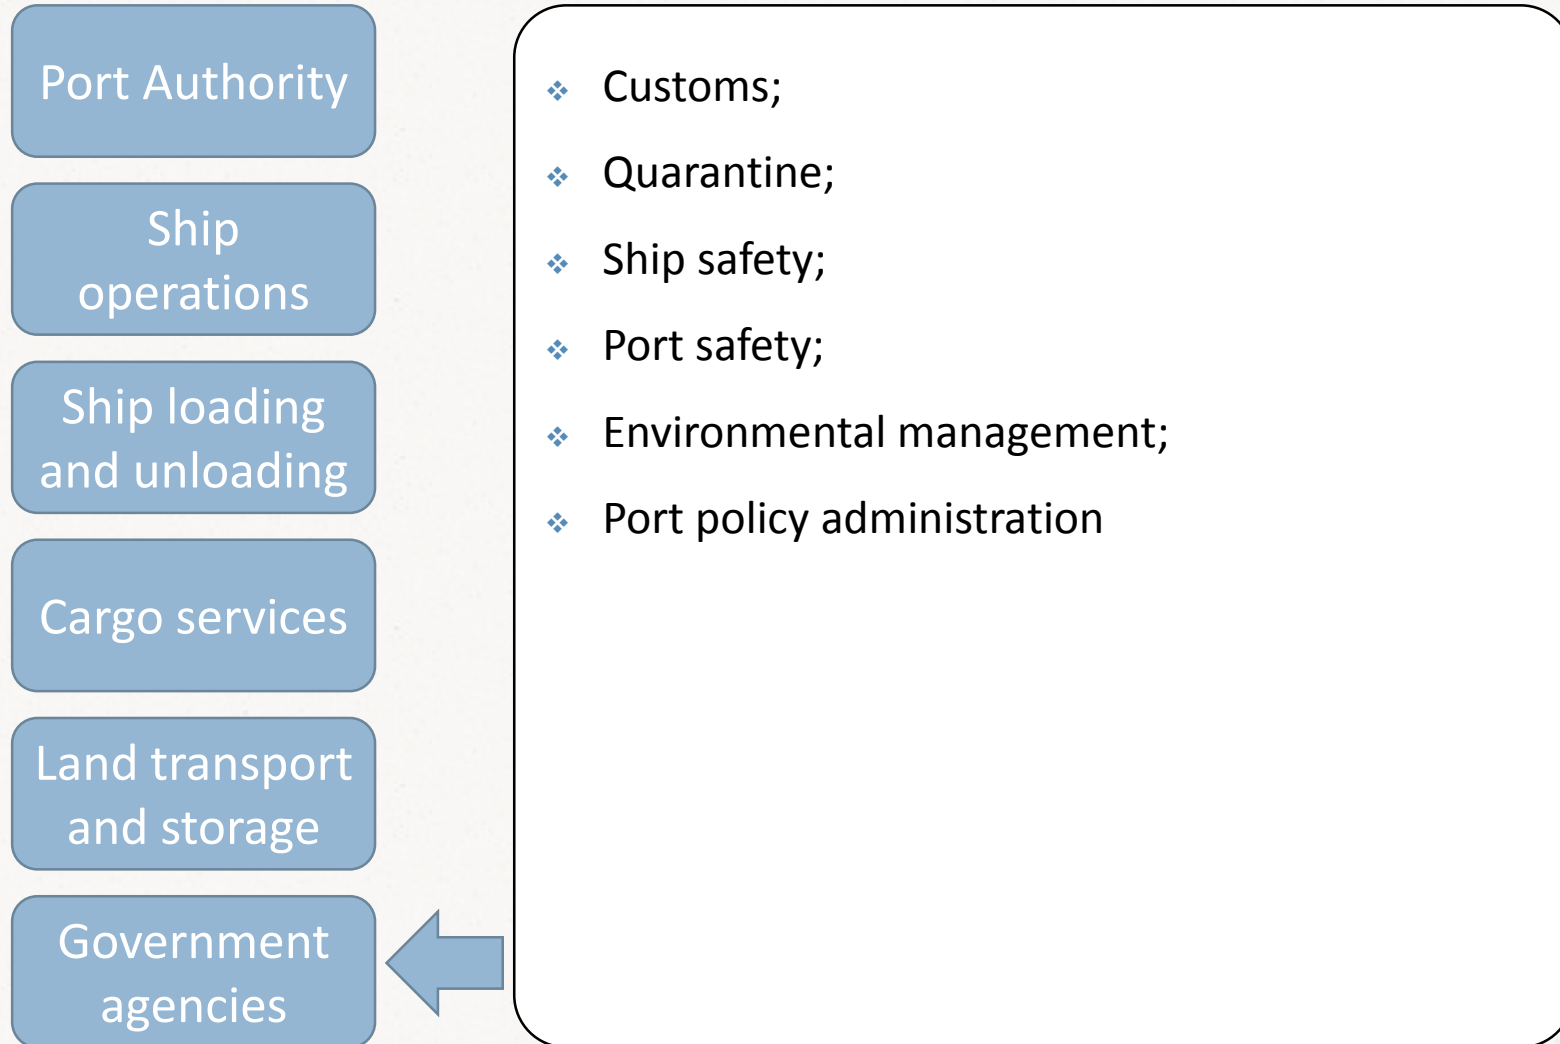 Port Authority
Ship
operations
Ship loading
and unloading
Cargo services
Land transport
and storage
Government
agencies
Customs;
Quarantine;
Ship safety;
Port safety;
Environmental management;
Port policy administration